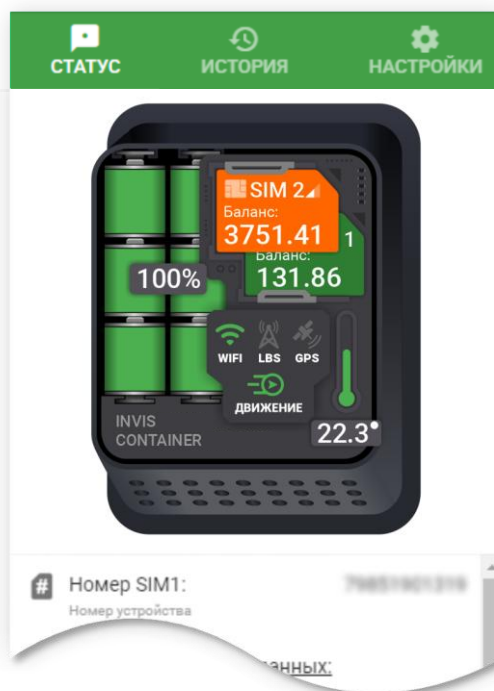 СТАТУС
ИСТОРИЯ
НАСТРОЙКИ
SIM 2
Баланс:
3751.41
1
Баланс:
131.86
100%
WIFI LBS GPS
ДВИЖЕНИЕ
INVIS
CONTAINER
22.3°
Номер SIM1:
Номер устройства